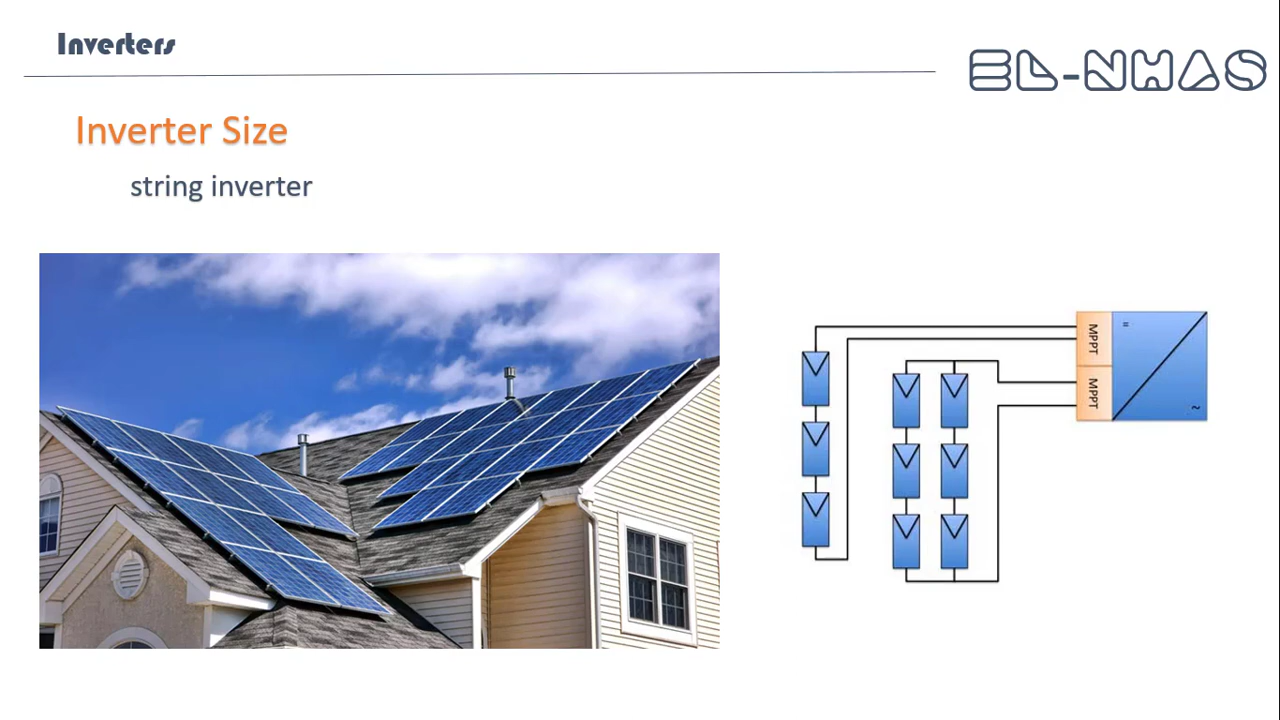 Inverters
EL-NHAS
Inverter Size
string inverter
MPPT
=
MPPT
~